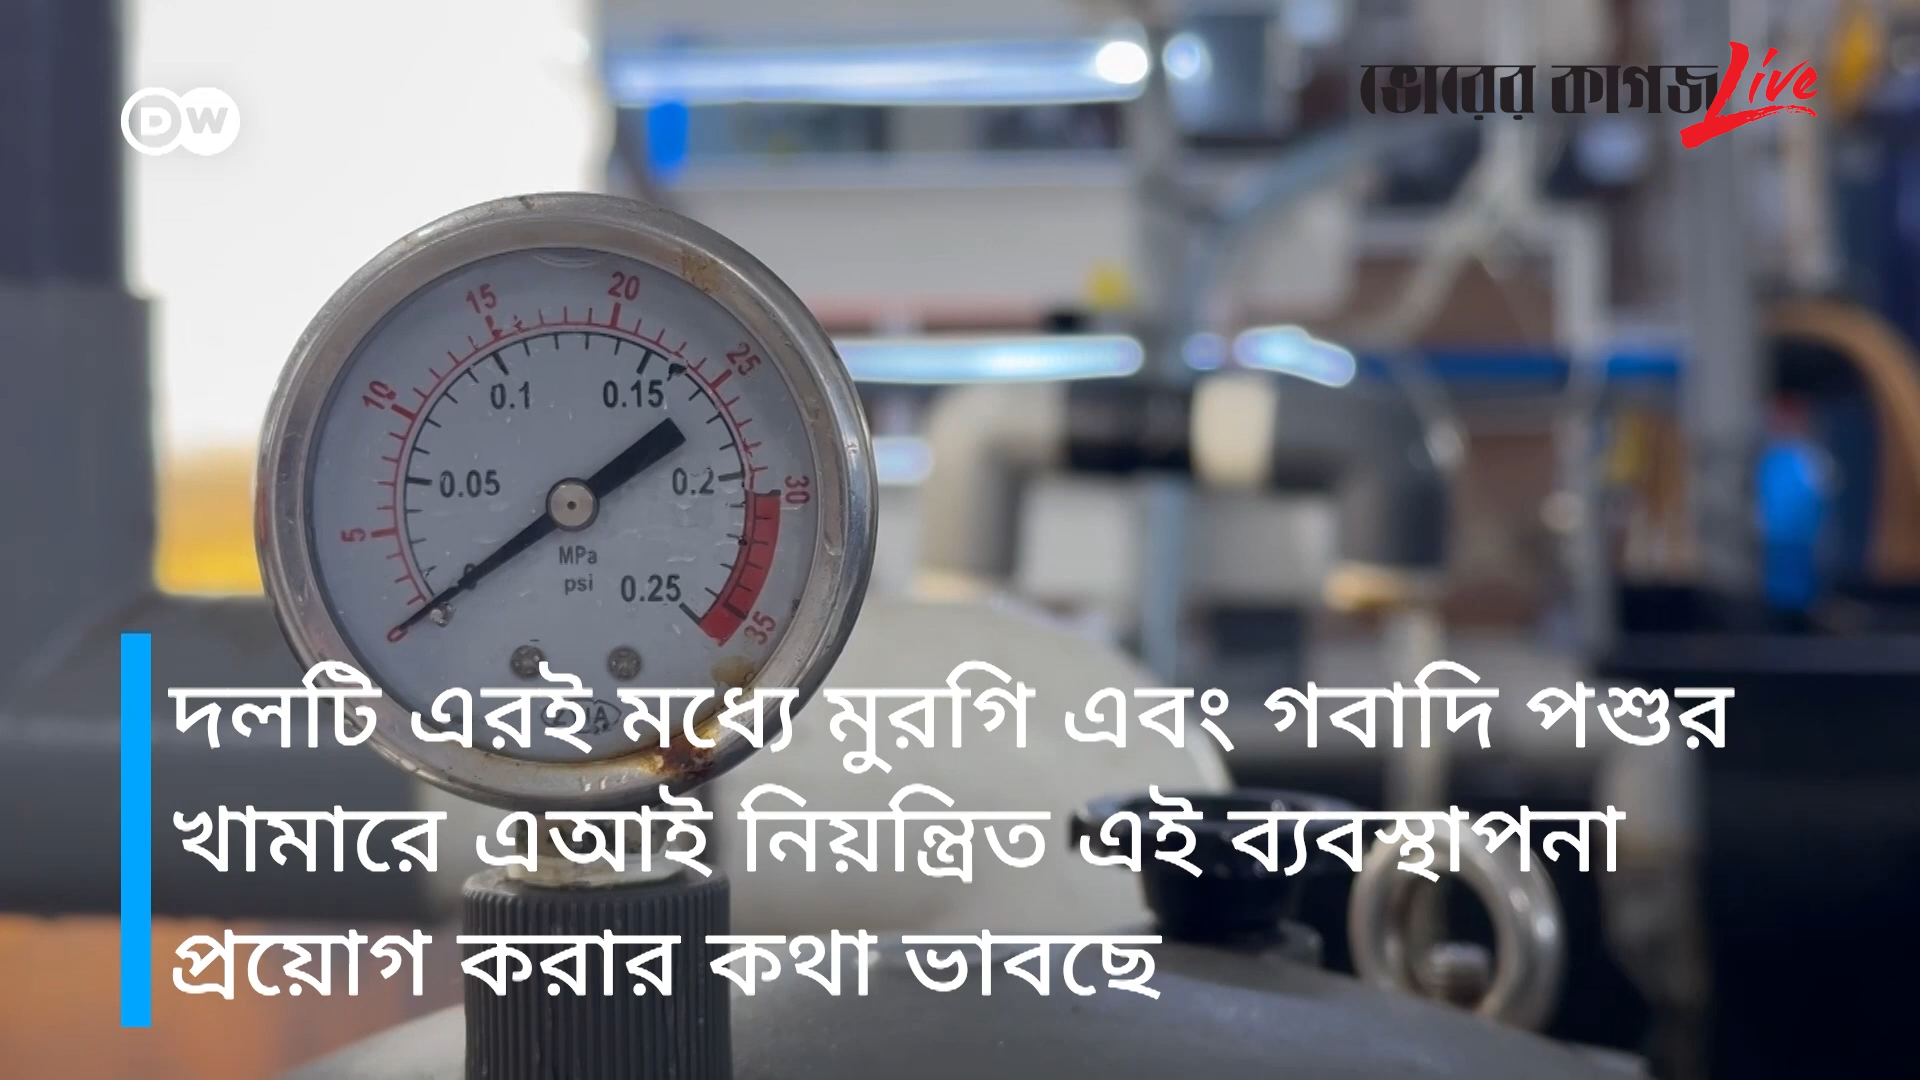 DW
ভোরের কাগজ Live
20
15
25
10
0.1
0.15
0.05
0.2
30
5
MPa
psi
0.25
0
35
দলটি এরই মধ্যে মুরগি এবং গবাদি পশুর
খামারে এআই নিয়ন্ত্রিত এই ব্যবস্থাপনা
প্রয়োগ করার কথা ভাবছে